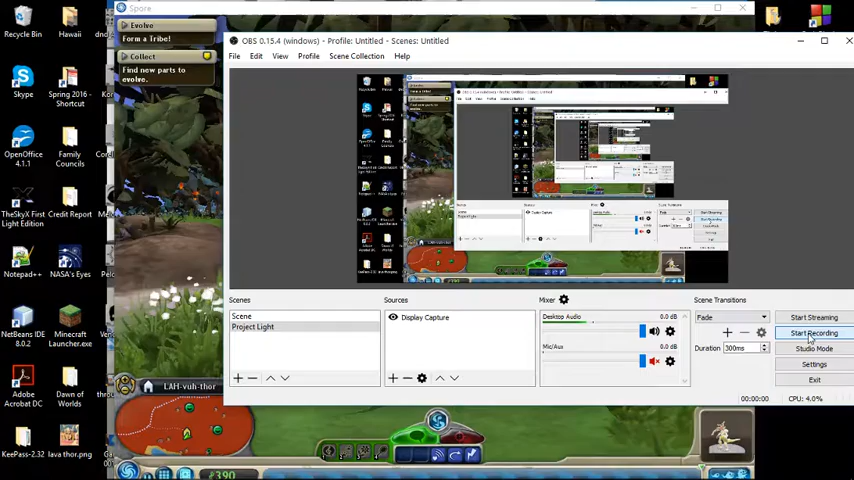 Spore
Evolve
Form a Tribe!
Collect
Find new parts to
evolve.
OBS 0.15.4 (windows) - Profile: Untitled - Scenes: Untitled
File Edit View Profile Scene Collection Help
Recycle Bin
Hawaii
Skype
Spring 2016 -
Shortcut
OpenOffice
4.1.1
Family
Councils
TheSkyX First
Light Edition
Credit Report
Notepad++
NASA's Eyes
NetBeans IDE
8.0.2
Minecraft
Launcher.exe
Adobe
Acrobat DC
Dawn of
Worlds
KeePass-2.32
lava thor.png
Scenes
Scene
Project Light
Sources
Display Capture
Mixer
Desktop Audio
0.0 dB
Mic/Aux
0.0 dB
Scene Transitions
Fade
Duration 300ms
Start Streaming
Start Recording
Studio Mode
Settings
Exit
00:00:00
CPU: 4.0%
LAH-vuh-thor
1 2 3 4
390